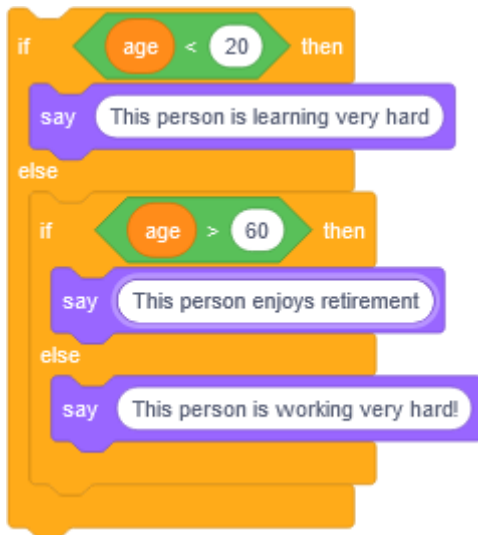 if age < 20 then
say This person is learning very hard
else
if age > 60 then
say This person enjoys retirement
else
say This person is working very hard!